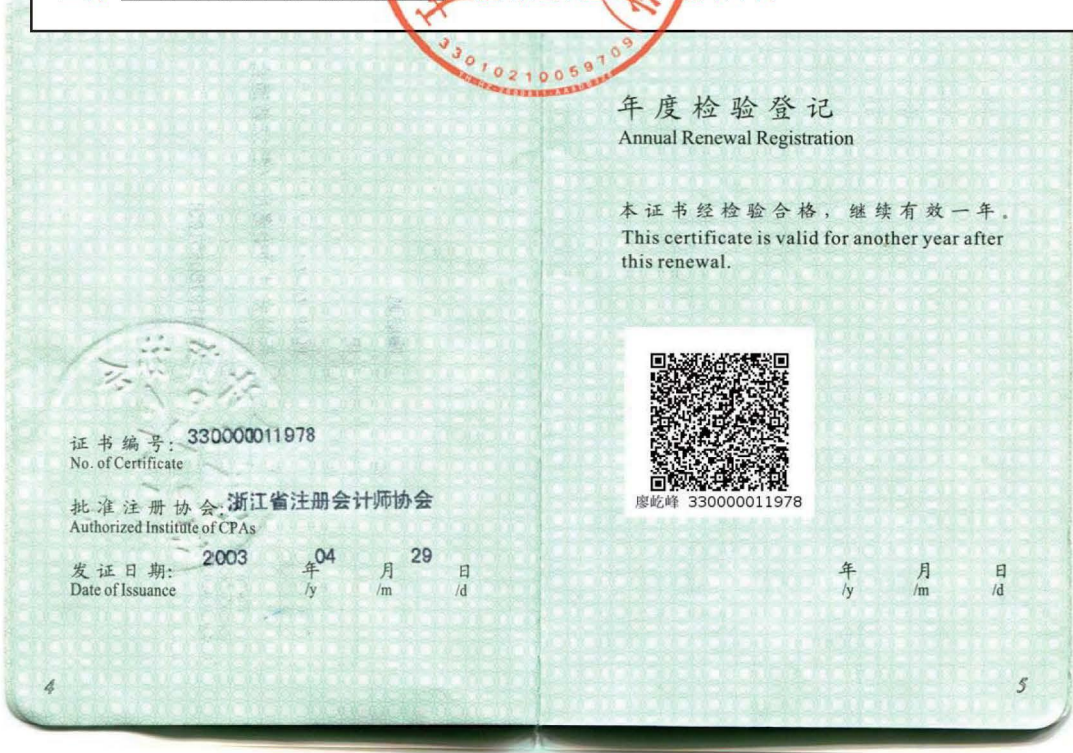 33010210059709
年度检验登记
Annual Renewal Registration
本证书经检验合格，继续有效一年。
This certificate is valid for another year after
this renewal.
廖屹峰 330000011978
年 月 日
/y /m /d
5
证书编号: 330000011978
No. of Certificate
批准注册协会: 浙江省注册会计师协会
Authorized Institute of CPAs
发证日期: 2003 年 04 月 29 日
Date of Issuance /y /m /d
4